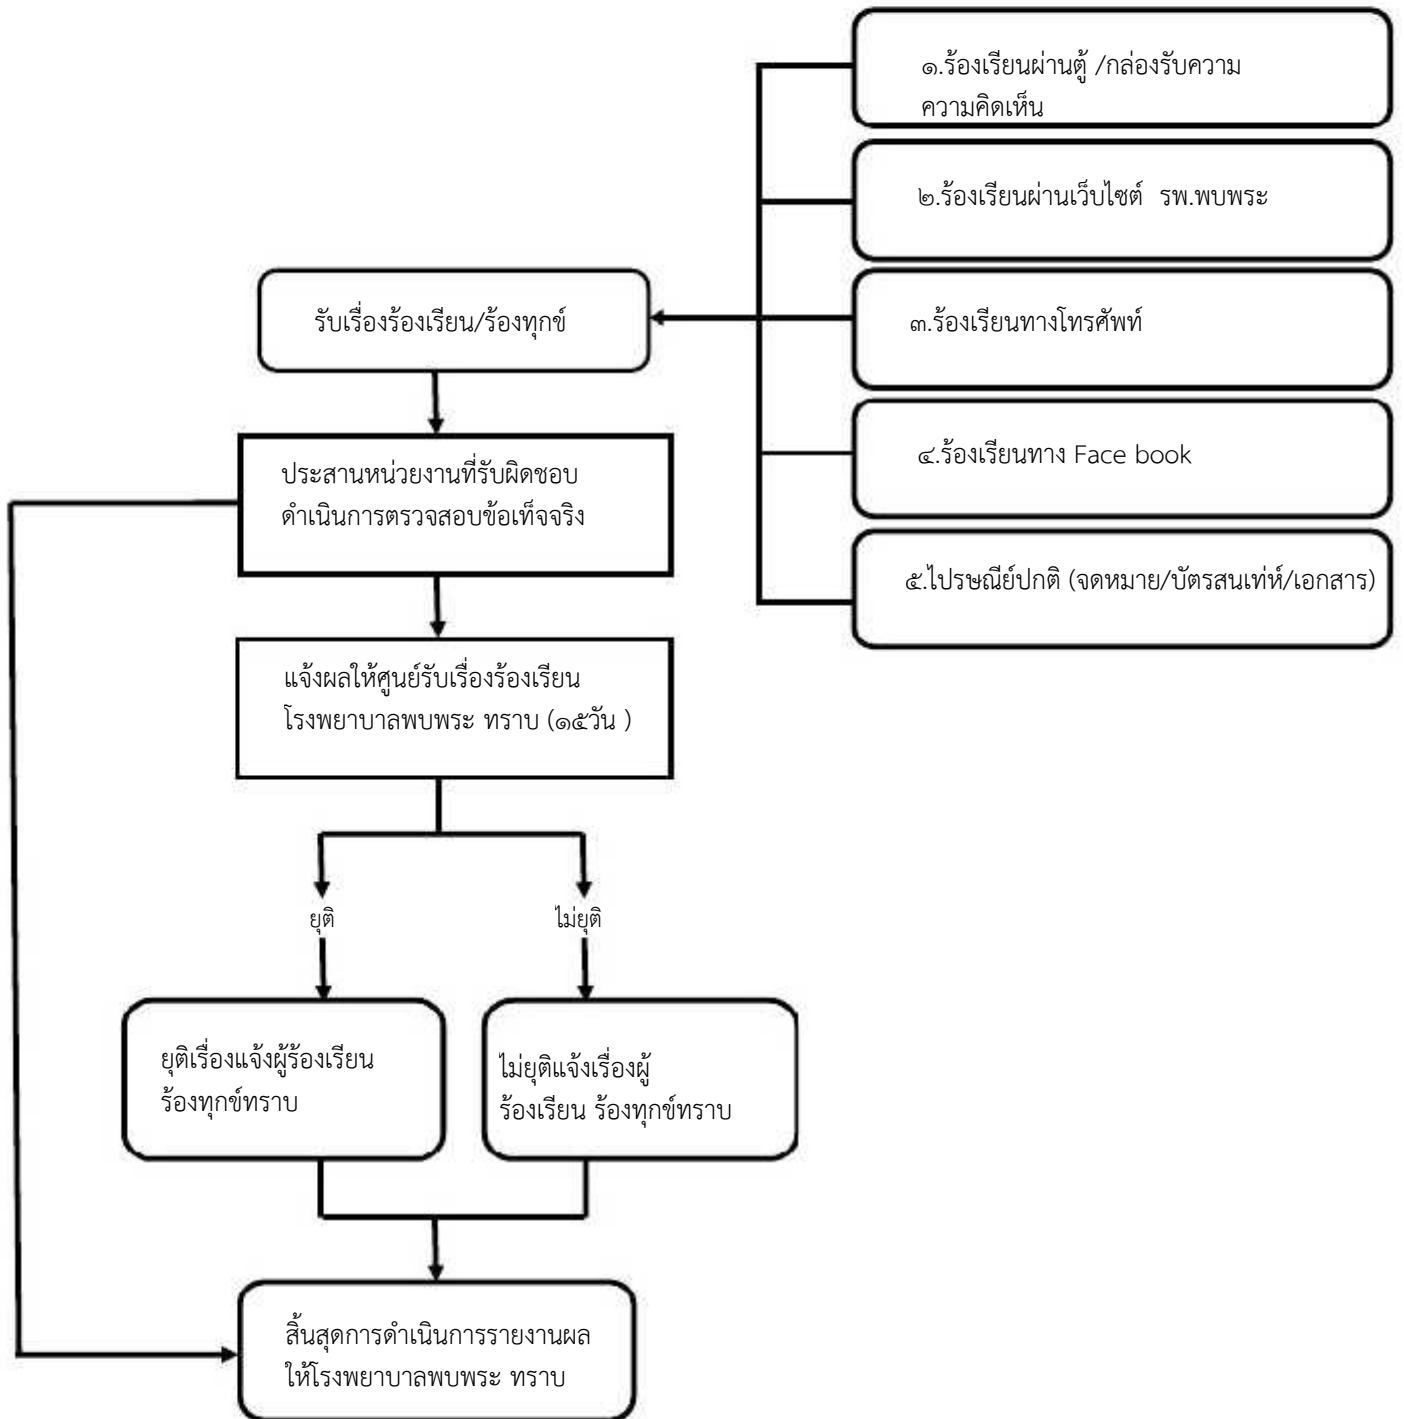 ๑.ร้องเรียนผ่านตู้ /กล่องรับความ
ความคิดเห็น
๒.ร้องเรียนผ่านเว็บไซต์ รพ.พบพระ
รับเรื่องร้องเรียน/ร้องทุกข์
๓.ร้องเรียนทางโทรศัพท์
๔.ร้องเรียนทาง Face book
ประสานหน่วยงานที่รับผิดชอบ
ดำเนินการตรวจสอบข้อเท็จจริง
๕.ไปรษณีย์ปกติ (จดหมาย/บัตรสนเท่ห์/เอกสาร)
แจ้งผลให้ศูนย์รับเรื่องร้องเรียน
โรงพยาบาลพบพระ ทราบ (๑๕วัน )
ยุติ
ไม่ยุติ
ยุติเรื่องแจ้งผู้ร้องเรียน
ร้องทุกข์ทราบ
ไม่ยุติแจ้งเรื่องผู้
ร้องเรียน ร้องทุกข์ทราบ
สิ้นสุดการดำเนินการรายงานผล
ให้โรงพยาบาลพบพระ ทราบ